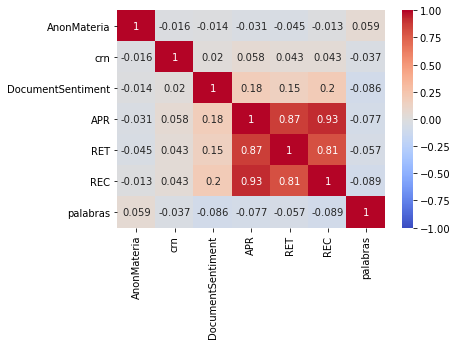 AnonMateria 1 -0.016 -0.014 -0.031 -0.045 -0.013 0.059
crn -0.016 1 0.02 0.058 0.043 0.043 -0.037
DocumentSentiment -0.014 0.02 1 0.18 0.15 0.2 -0.086
APR -0.031 0.058 0.18 1 0.87 0.93 -0.077
RET -0.045 0.043 0.15 0.87 1 0.81 -0.057
REC -0.013 0.043 0.2 0.93 0.81 1 -0.089
palabras 0.059 -0.037 -0.086 -0.077 -0.057 -0.089 1
AnonMateria
crn
DocumentSentiment
APR
RET
REC
palabras
1.00
0.75
0.50
0.25
0.00
−0.25
−0.50
−0.75
−1.00